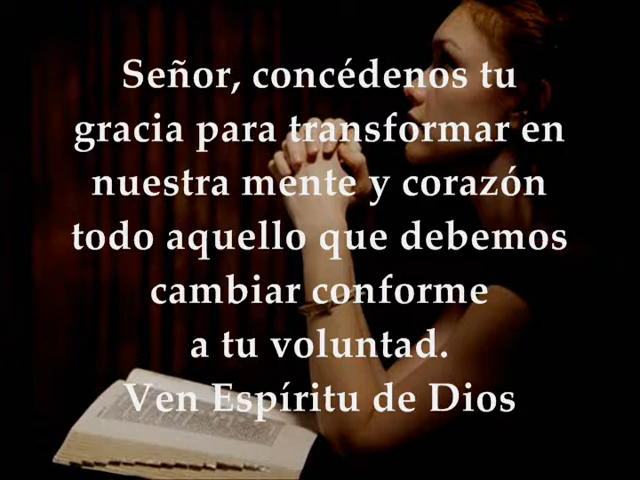 Señor, concédenos tu
gracia para transformar en
nuestra mente y corazón
todo aquello que debemos
cambiar conforme
a tu voluntad.
Ven Espíritu de Dios